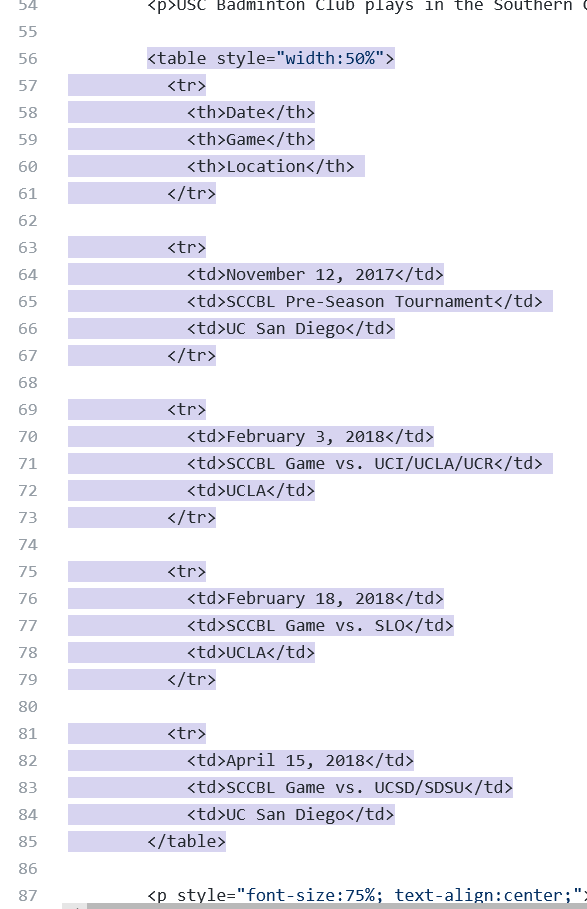 54 <p>USC Badminton Club plays in the Southern
55
56 <table style="width:50%">
57 <tr>
58 <th>Date</th>
59 <th>Game</th>
60 <th>Location</th>
61 </tr>
62
63 <tr>
64 <td>November 12, 2017</td>
65 <td>SCCBL Pre-Season Tournament</td>
66 <td>UC San Diego</td>
67 </tr>
68
69 <tr>
70 <td>February 3, 2018</td>
71 <td>SCCBL Game vs. UCI/UCLA/UCR</td>
72 <td>UCLA</td>
73 </tr>
74
75 <tr>
76 <td>February 18, 2018</td>
77 <td>SCCBL Game vs. SLO</td>
78 <td>UCLA</td>
79 </tr>
80
81 <tr>
82 <td>April 15, 2018</td>
83 <td>SCCBL Game vs. UCSD/SDSU</td>
84 <td>UC San Diego</td>
85 </table>
86
87 <p style="font-size:75%; text-align:center;">